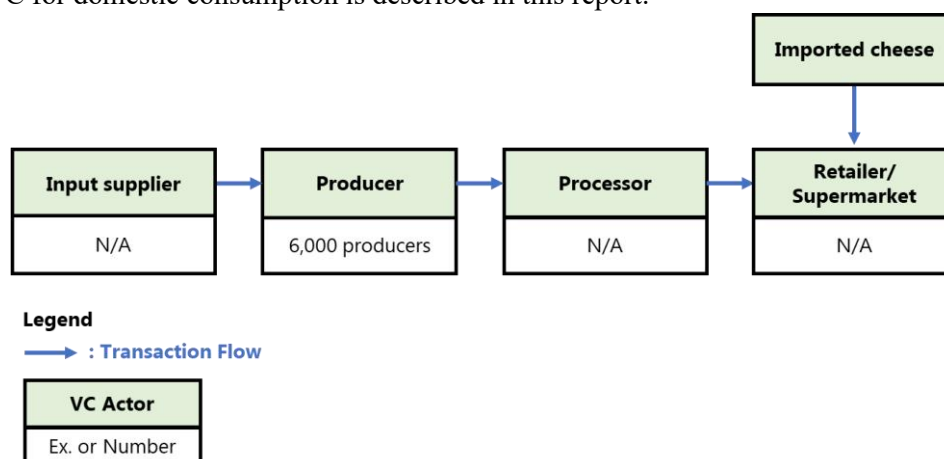 C for domestic consumption is described in this report.
Imported cheese
Input supplier
Producer
Processor
Retailer/
Supermarket
N/A
6,000 producers
N/A
N/A
Legend
: Transaction Flow
VC Actor
Ex. or Number